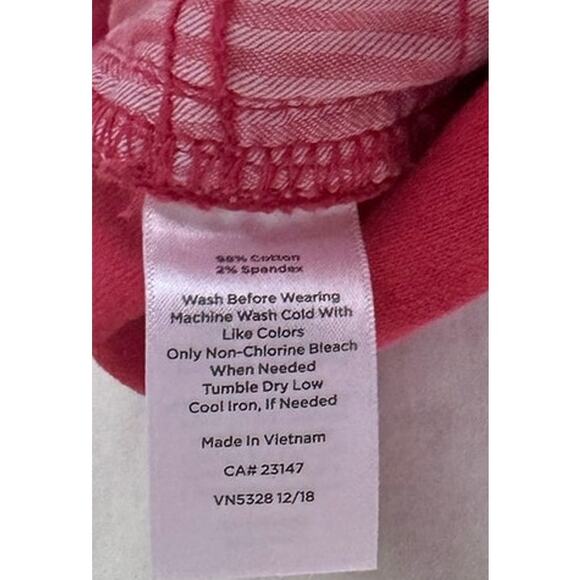 98% Cotton
2% Spandex
Wash Before Wearing
Machine Wash Cold With
Like Colors
Only Non-Chlorine Bleach
When Needed
Tumble Dry Low
Cool Iron, If Needed
Made In Vietnam
CA# 23147
VN5328 12/18